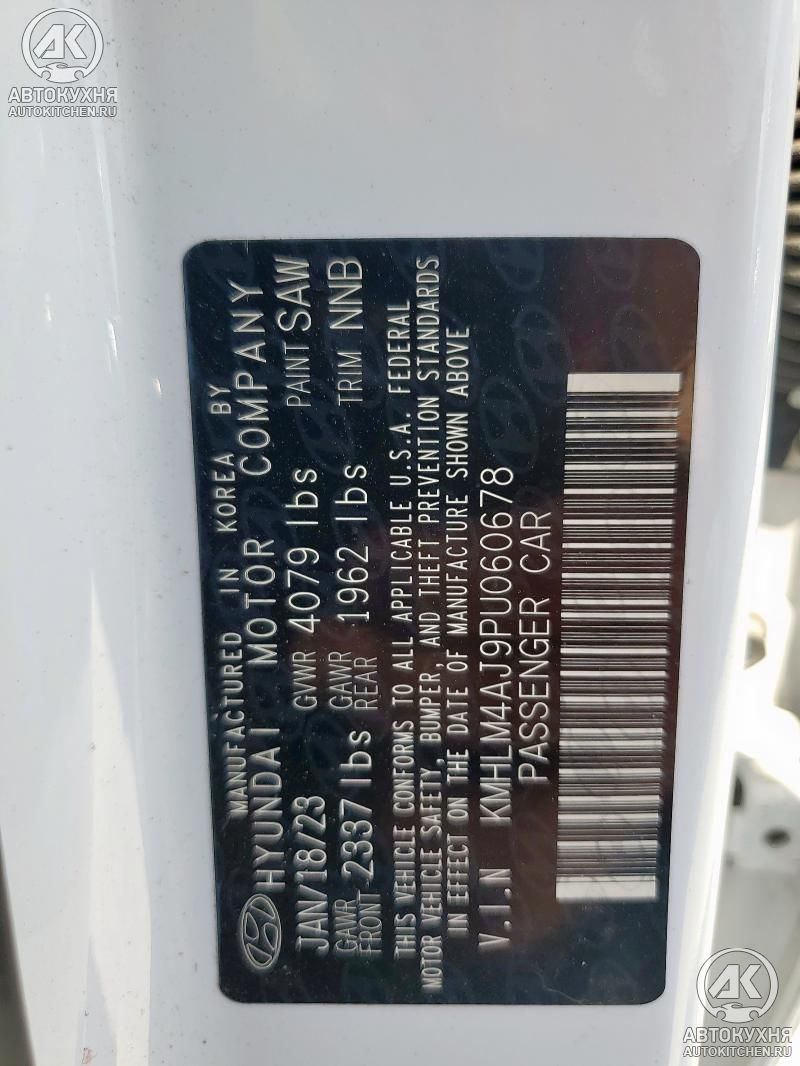 AK
АВТОКУХНЯ
AUTOKITCHEN.RU
MANUFACTURED IN KOREA BY
HYUNDAI MOTOR COMPANY
JAN/18/23 GVWR 4079 lbs PAINT SAW
GAWR FRONT 2337 lbs GAWR REAR 1962 lbs TRIM NNB
THIS VEHICLE CONFORMS TO ALL APPLICABLE U.S.A. FEDERAL
MOTOR VEHICLE SAFETY, BUMPER, AND THEFT PREVENTION STANDARDS
IN EFFECT ON THE DATE OF MANUFACTURE SHOWN ABOVE
V.I.N KMHLM4AJ9PU060678
PASSENGER CAR
AK
АВТОКУХНЯ
AUTOKITCHEN.RU